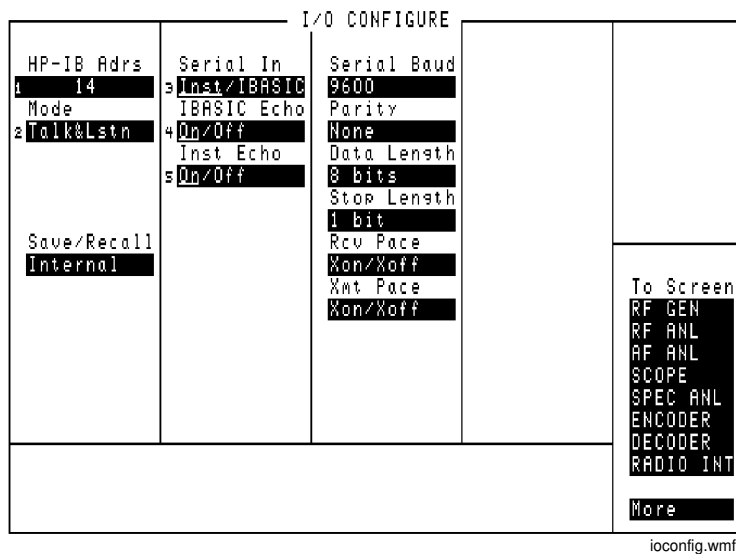 I/O CONFIGURE
HP-IB Adrs
1 14
Mode
2 Talk&Lstn
Save/Recall
Internal
Serial In
3 Inst/IBASIC
IBASIC Echo
4 On/Off
Inst Echo
5 On/Off
Serial Baud
9600
Parity
None
Data Length
8 bits
Stop Length
1 bit
Rcv Pace
Xon/Xoff
Xmt Pace
Xon/Xoff
To Screen
RF GEN
RF ANL
AF ANL
SCOPE
SPEC ANL
ENCODER
DECODER
RADIO INT
More
ioconfig.wmf